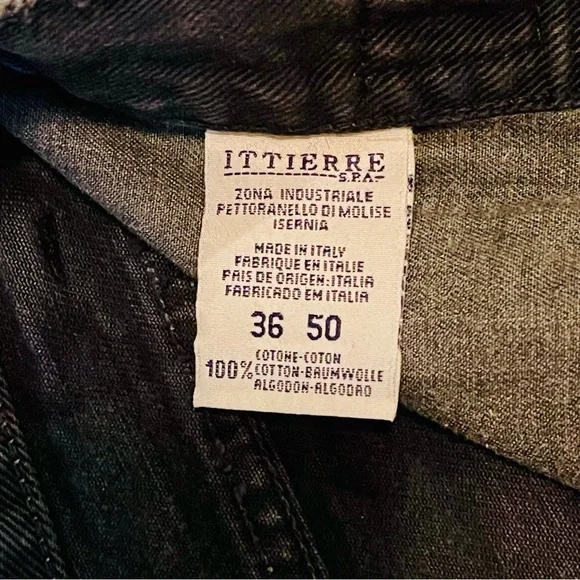 ITTIERRE
S.P.A.
ZONA INDUSTRIALE
PETTORANELLO DI MOLISE
ISERNIA
MADE IN ITALY
FABRIQUE EN ITALIE
PAIS DE ORIGEN:ITALIA
FABRICADO EM ITALIA
36 50
COTONE-COTON
100% COTTON-BAUMWOLLE
ALGODON-ALGODAO